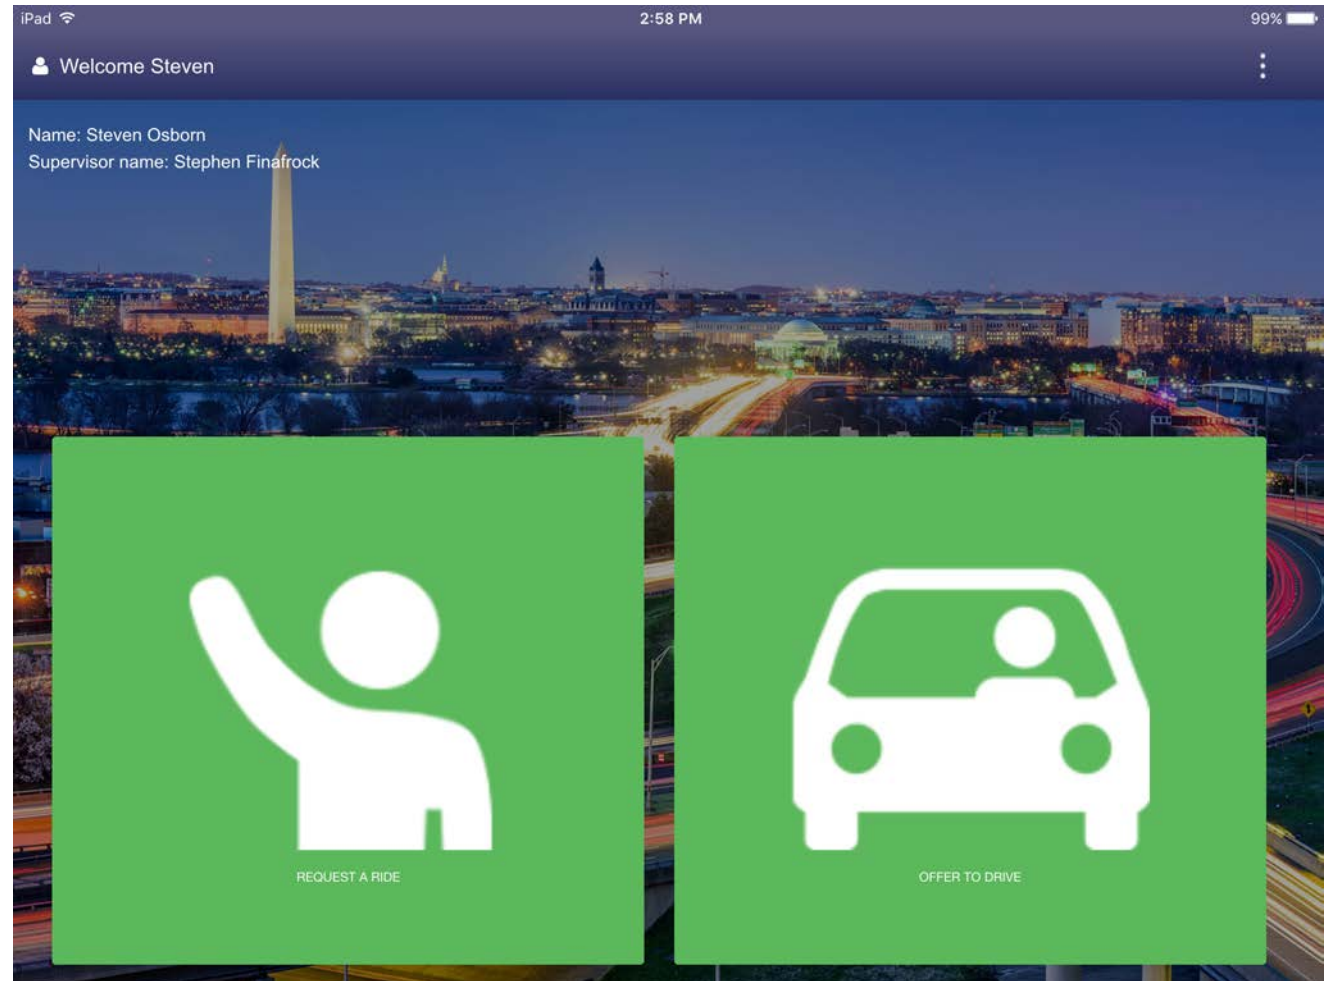 iPad 2:58 PM 99%
Welcome Steven
Name: Steven Osborn
Supervisor name: Stephen Finafrock
REQUEST A RIDE
OFFER TO DRIVE